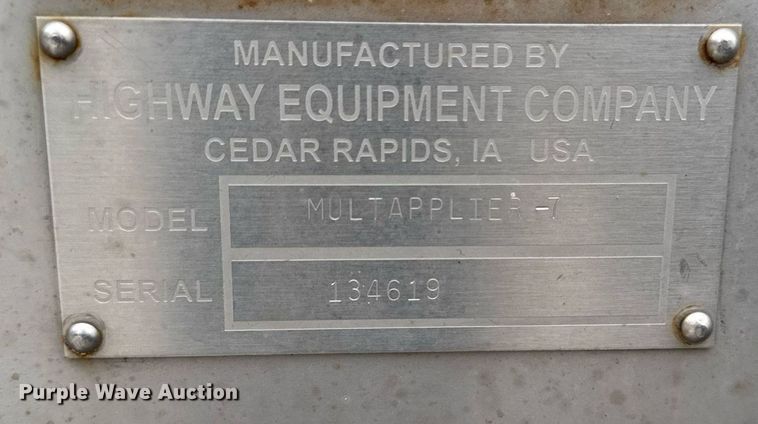 MANUFACTURED BY
HIGHWAY EQUIPMENT COMPANY
CEDAR RAPIDS, IA USA
MODEL MULTAPPLIER-7
SERIAL 134619
Purple Wave Auction